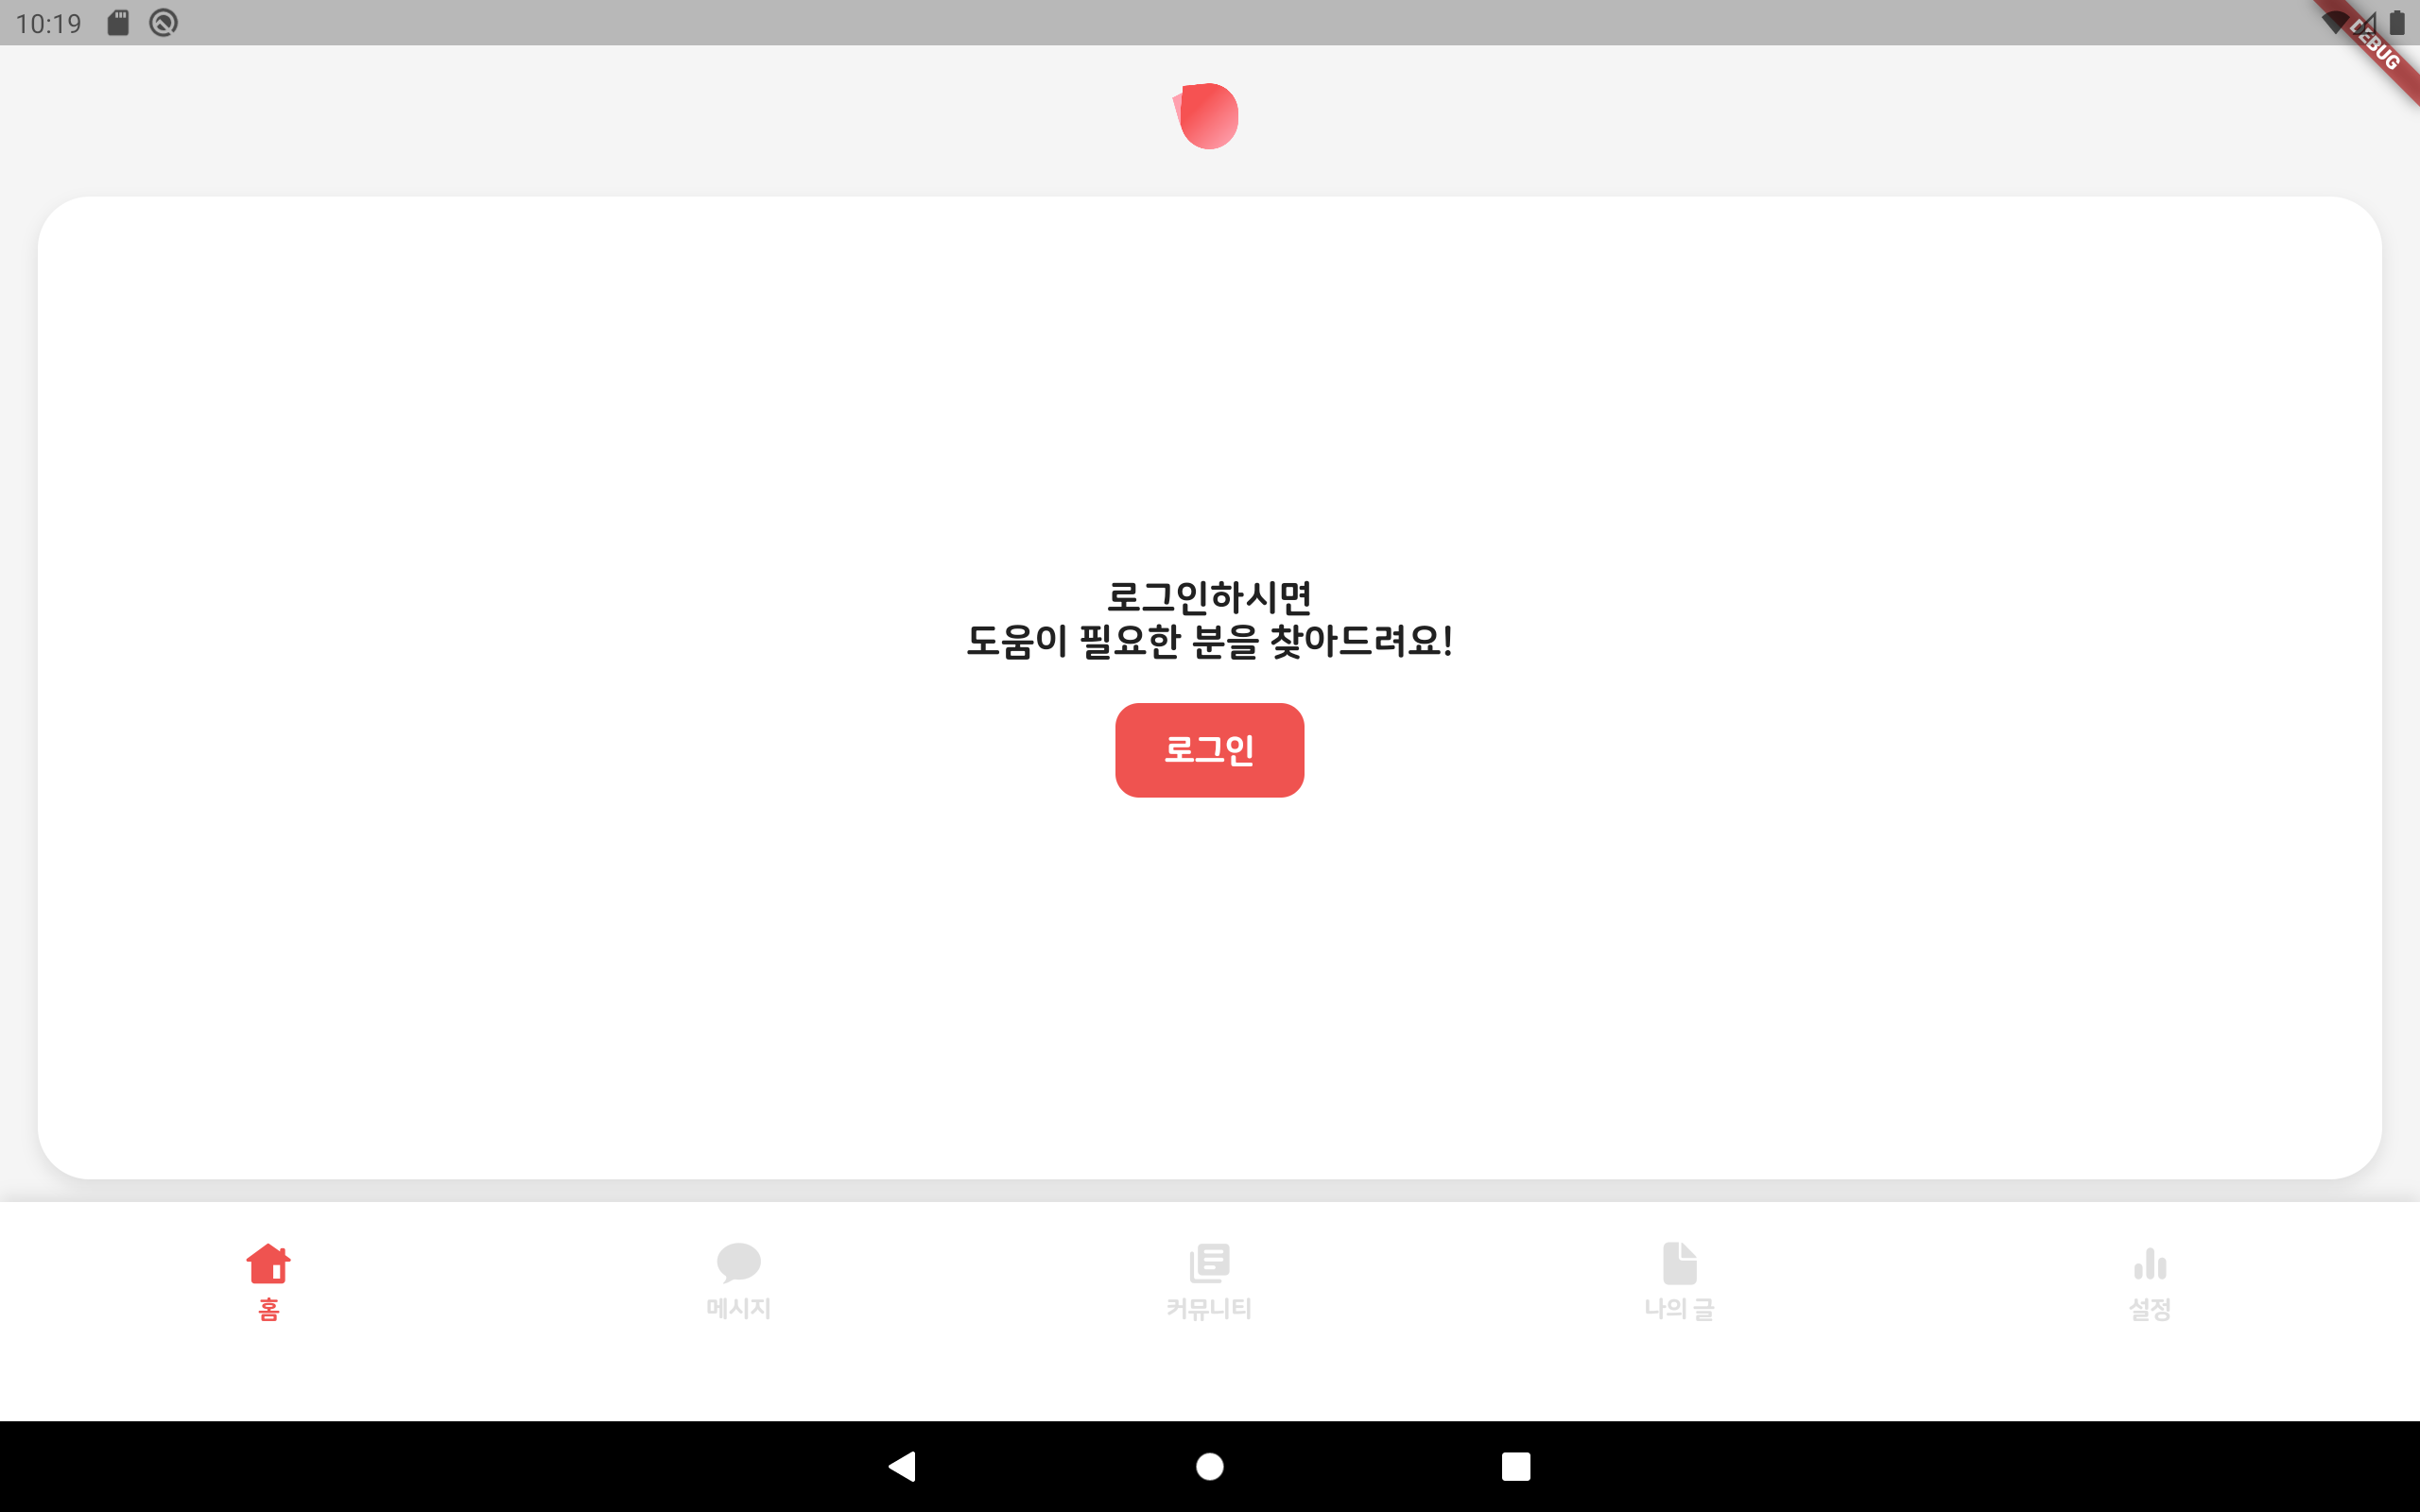 10:19
DEBUG
로그인하시면
도움이 필요한 분을 찾아드려요!
로그인
홈
메시지
커뮤니티
나의 글
설정